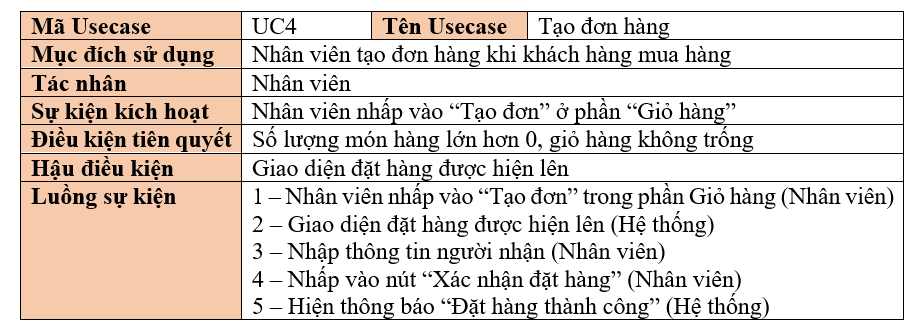 Mã Usecase UC4 Tên Usecase Tạo đơn hàng
Mục đích sử dụng Nhân viên tạo đơn hàng khi khách hàng mua hàng
Tác nhân Nhân viên
Sự kiện kích hoạt Nhân viên nhấp vào “Tạo đơn” ở phần “Giỏ hàng”
Điều kiện tiên quyết Số lượng món hàng lớn hơn 0, giỏ hàng không trống
Hậu điều kiện Giao diện đặt hàng được hiện lên
Luồng sự kiện 1 – Nhân viên nhấp vào “Tạo đơn” trong phần Giỏ hàng (Nhân viên)
2 – Giao diện đặt hàng được hiện lên (Hệ thống)
3 – Nhập thông tin người nhận (Nhân viên)
4 – Nhấp vào nút “Xác nhận đặt hàng” (Nhân viên)
5 – Hiện thông báo “Đặt hàng thành công” (Hệ thống)